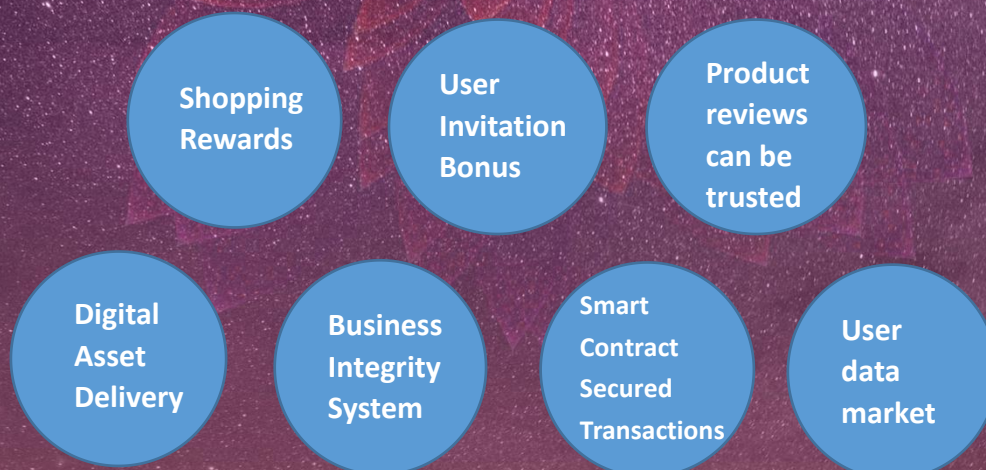 Shopping
Rewards
User
Invitation
Bonus
Product
reviews
can be
trusted
Digital
Asset
Delivery
Business
Integrity
System
Smart
Contract
Secured
Transactions
User
data
market